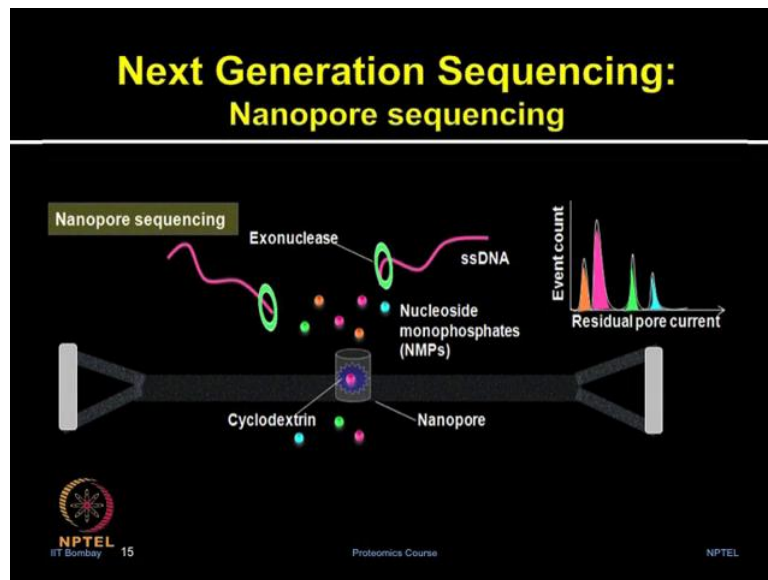 Next Generation Sequencing:
Nanopore sequencing
Nanopore sequencing
Exonuclease
ssDNA
Nucleoside
monophosphates
(NMPs)
Event count
Residual pore current
Cyclodextrin
Nanopore
NPTEL
IIT Bombay
15
Proteomics Course
NPTEL